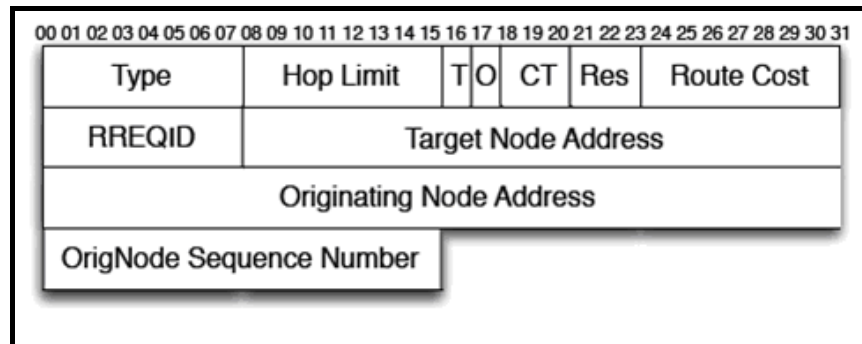 00 01 02 03 04 05 06 07 08 09 10 11 12 13 14 15 16 17 18 19 20 21 22 23 24 25 26 27 28 29 30 31
Type Hop Limit T O CT Res Route Cost
RREQID Target Node Address
Originating Node Address
OrigNode Sequence Number